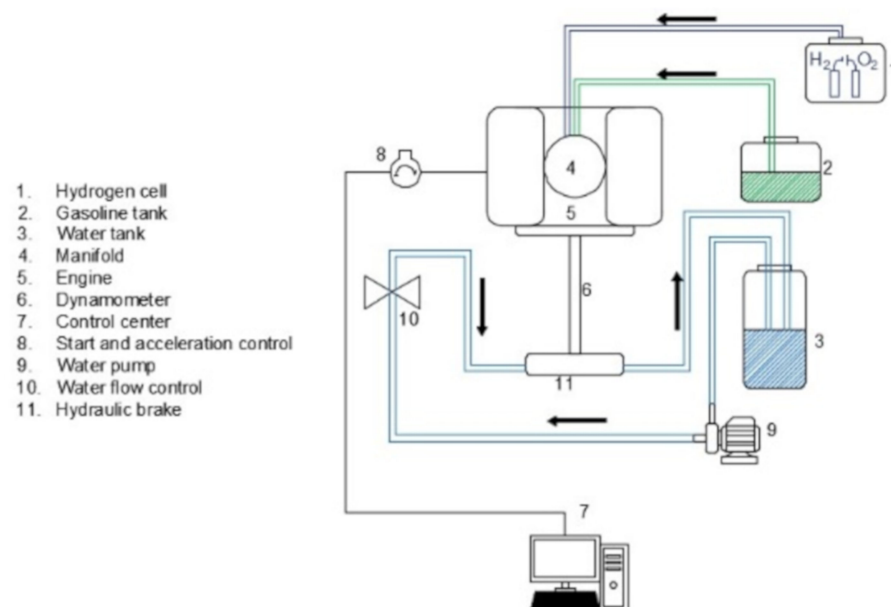 H2 O2
8
4
2
5
6
10
3
11
9
7
1. Hydrogen cell
2. Gasoline tank
3. Water tank
4. Manifold
5. Engine
6. Dynamometer
7. Control center
8. Start and acceleration control
9. Water pump
10. Water flow control
11. Hydraulic brake